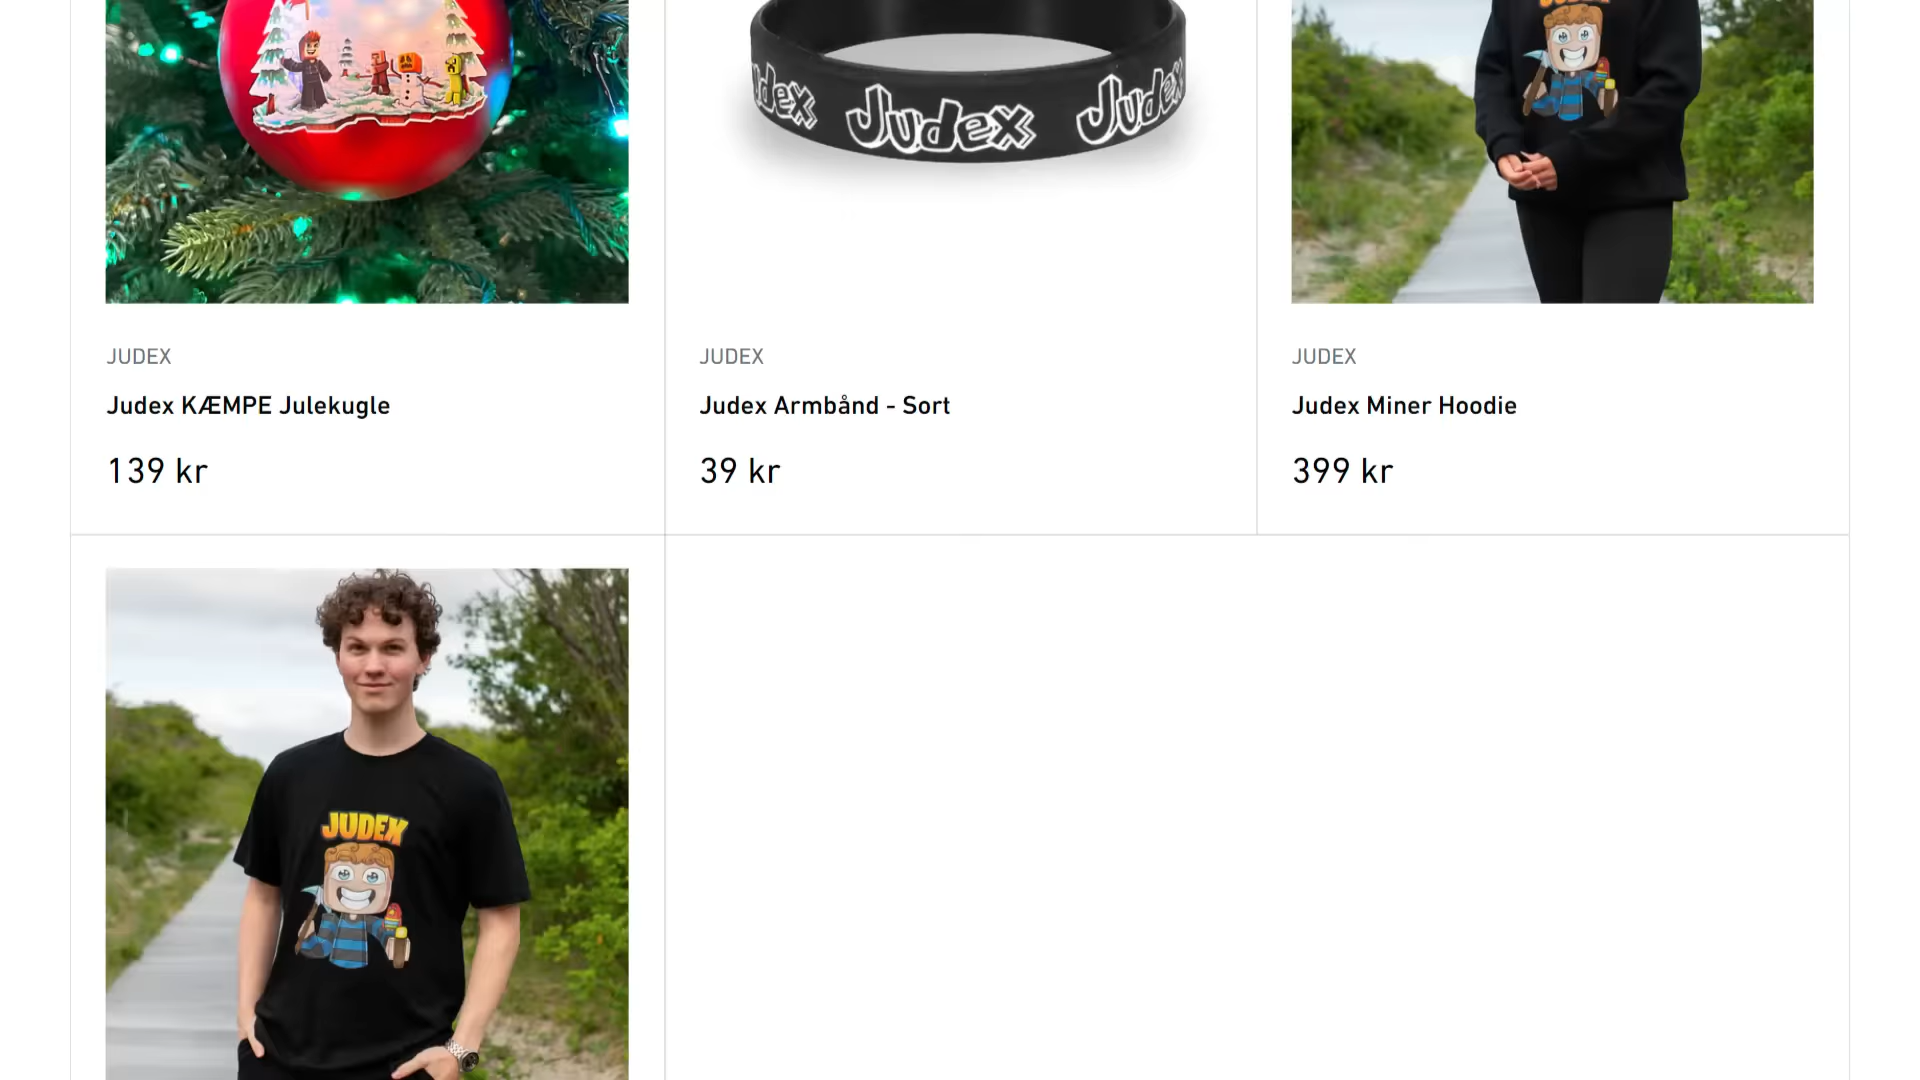 Judex
JUDEX
Judex KÆMPE Julekugle
139 kr
JUDEX
Judex Armbånd - Sort
39 kr
JUDEX
Judex Miner Hoodie
399 kr
JUDEX